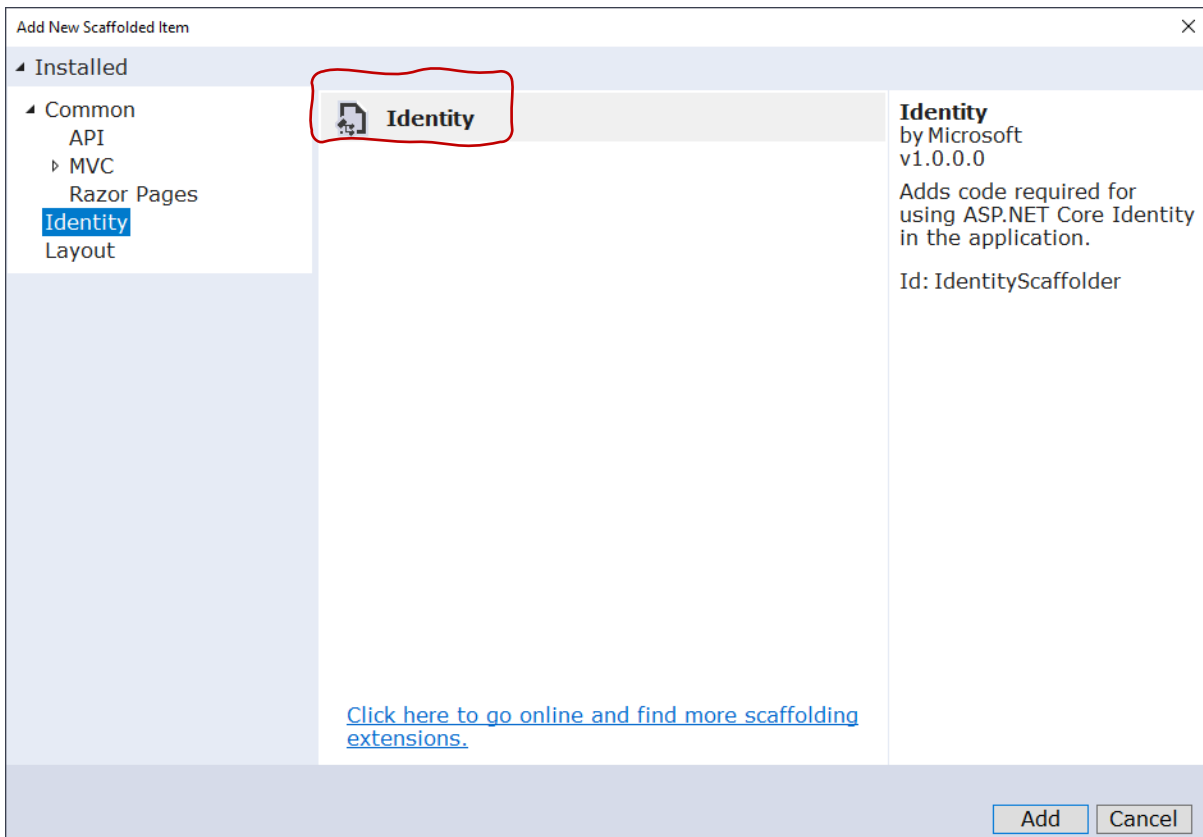 Add New Scaffolded Item
Installed
Common
API
MVC
Razor Pages
Identity
Layout
Identity
Click here to go online and find more scaffolding
extensions.
Identity
by Microsoft
v1.0.0.0
Adds code required for
using ASP.NET Core Identity
in the application.
Id: IdentityScaffolder
Add
Cancel